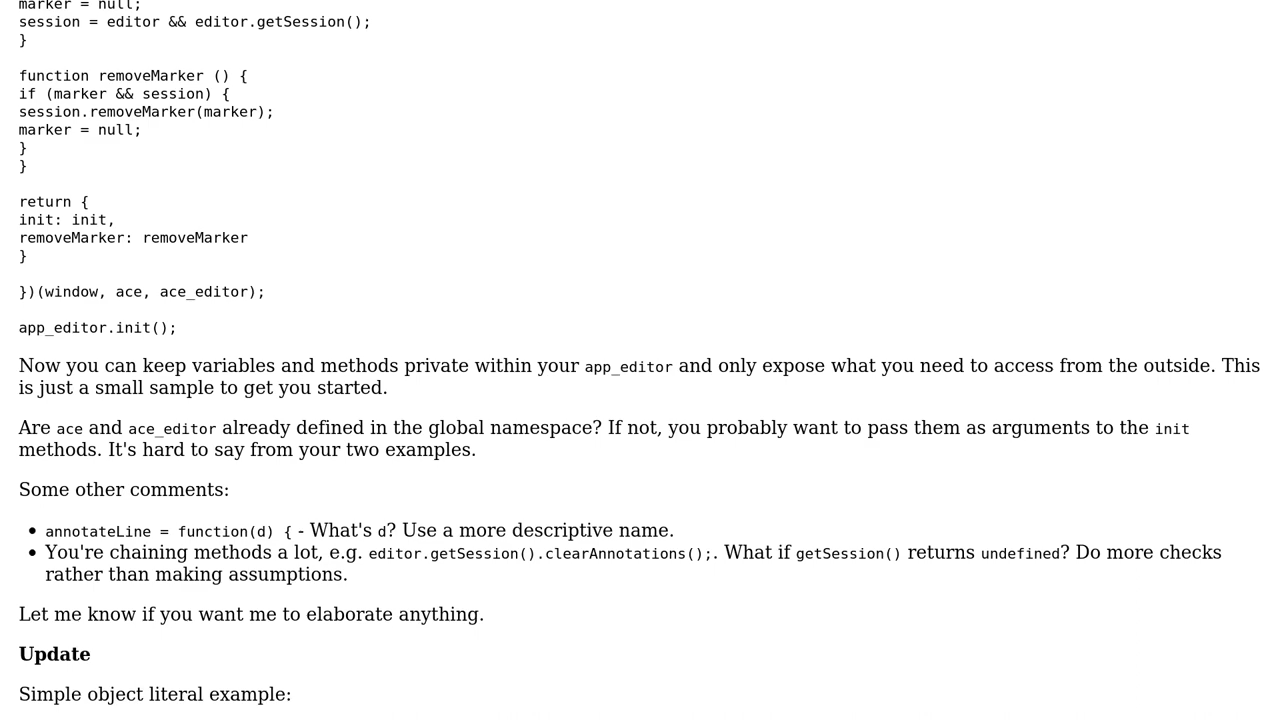 marker = null;
session = editor && editor.getSession();
}
function removeMarker () {
if (marker && session) {
session.removeMarker(marker);
marker = null;
}
}
return {
init: init,
removeMarker: removeMarker
}
})(window, ace, ace_editor);
app_editor.init();
Now you can keep variables and methods private within your app_editor and only expose what you need to access from the outside. This
is just a small sample to get you started.
Are ace and ace_editor already defined in the global namespace? If not, you probably want to pass them as arguments to the init
methods. It's hard to say from your two examples.
Some other comments:
• annotateLine = function(d) { - What's d? Use a more descriptive name.
• You're chaining methods a lot, e.g. editor.getSession().clearAnnotations();. What if getSession() returns undefined? Do more checks
rather than making assumptions.
Let me know if you want me to elaborate anything.
Update
Simple object literal example: